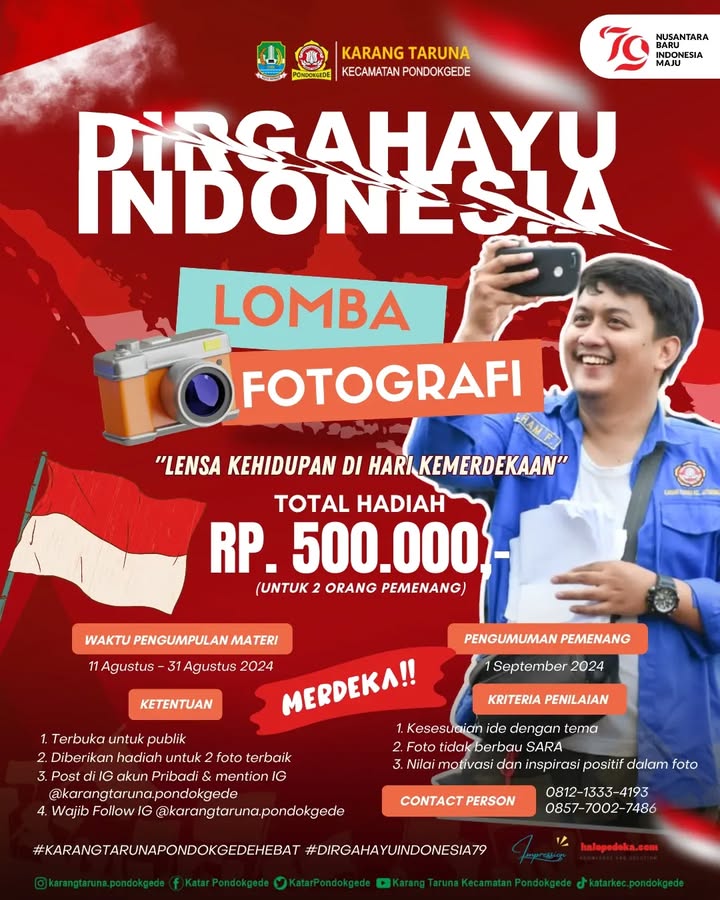 KARANG TARUNA
KECAMATAN PONDOKGEDE
PONDOKGEDE
79
NUSANTARA
BARU
INDONESIA
MAJU
DIRGAHAYU
INDONESIA
LOMBA
FOTOGRAFI
"LENSA KEHIDUPAN DI HARI KEMERDEKAAN"
TOTAL HADIAH
RP. 500.000,-
(UNTUK 2 ORANG PEMENANG)
WAKTU PENGUMPULAN MATERI
11 Agustus – 31 Agustus 2024
PENGUMUMAN PEMENANG
1 September 2024
MERDEKA!!
KETENTUAN
1. Terbuka untuk publik
2. Diberikan hadiah untuk 2 foto terbaik
3. Post di IG akun Pribadi & mention IG
@karangtaruna.pondokgede
4. Wajib Follow IG @karangtaruna.pondokgede
KRITERIA PENILAIAN
1. Kesesuaian ide dengan tema
2. Foto tidak berbau SARA
3. Nilai motivasi dan inspirasi positif dalam foto
CONTACT PERSON
0812-1333-4193
0857-7002-7486
#KARANGTARUNAPONDOKGEDEHEBAT #DIRGAHAYUINDONESIA79
Impression
halopedeka.com
karangtaruna.pondokgede Katar Pondokgede KatarPondokgede Karang Taruna Kecamatan Pondokgede katarkec.pondokgede